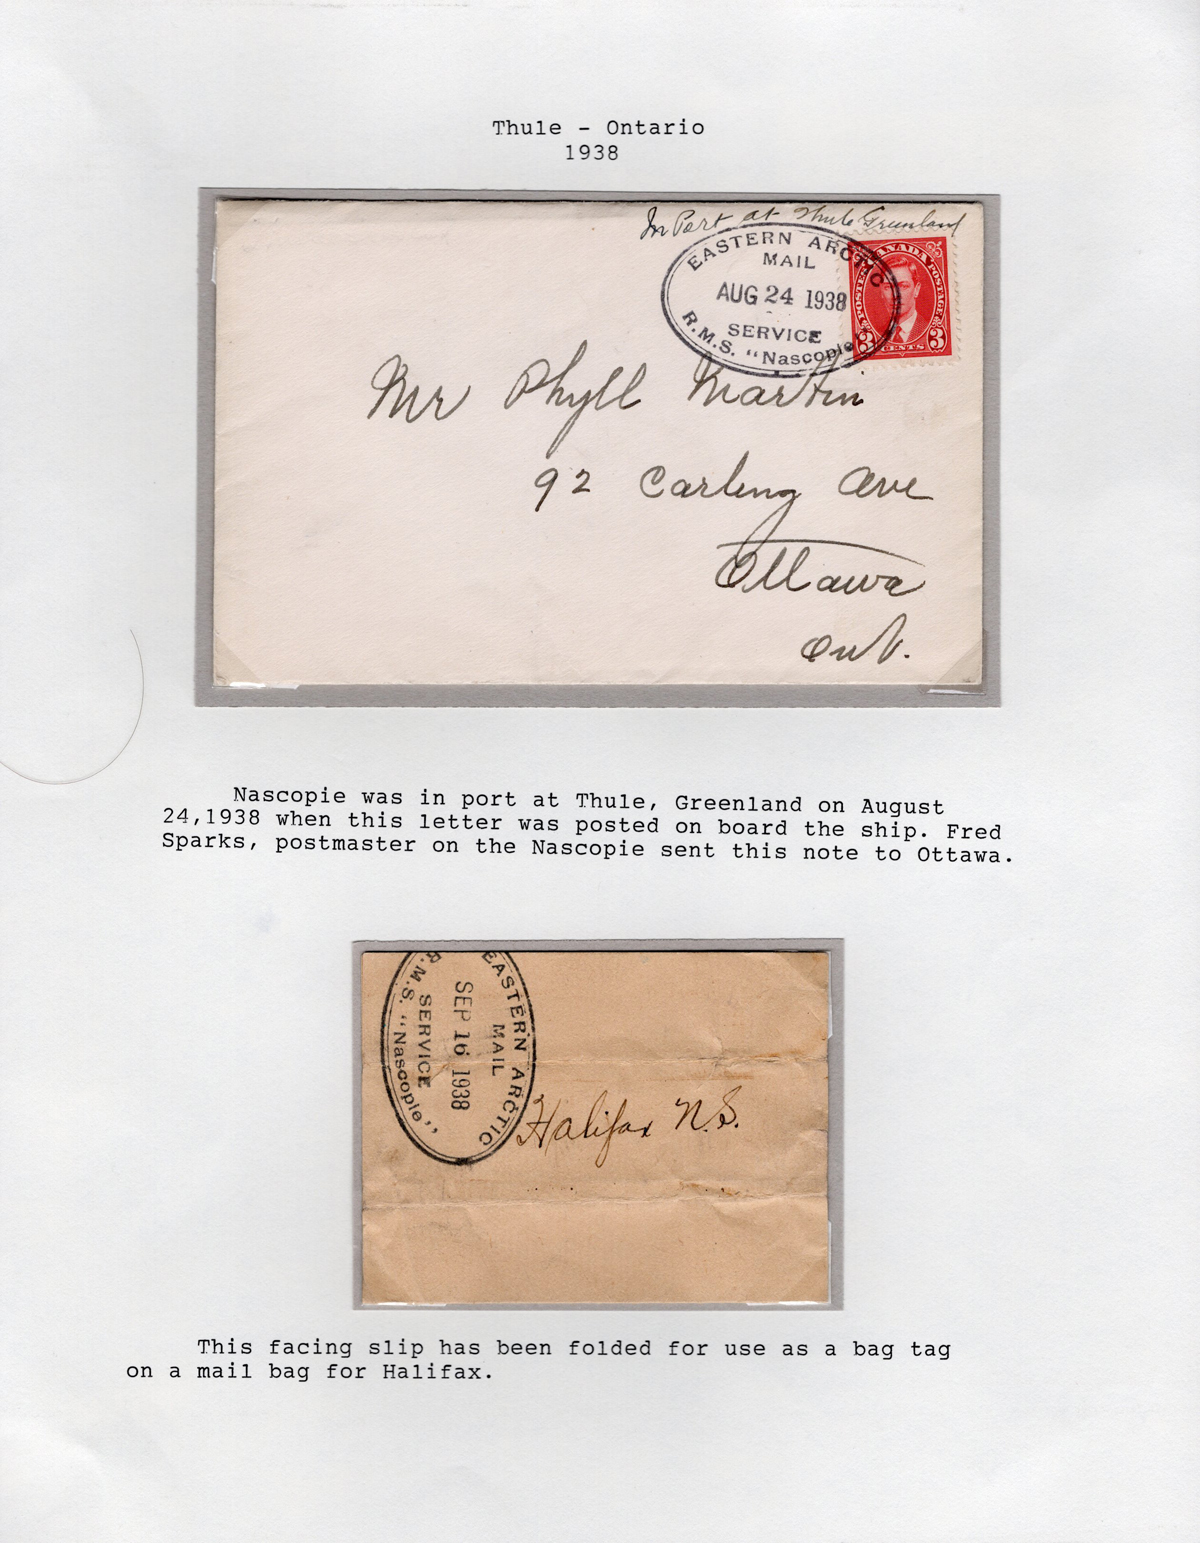 Thule - Ontario
1938
In Port at Thule Greenland
EASTERN ARCTIC
MAIL
AUG 24 1938
SERVICE
R.M.S. "Nascopie"
CANADA
POSTES POSTAGE
3 CENTS 3
Mr Phyll Martin
92 Carling Ave
Ottawa
Ont.
Nascopie was in port at Thule, Greenland on August
24,1938 when this letter was posted on board the ship. Fred
Sparks, postmaster on the Nascopie sent this note to Ottawa.
EASTERN ARCTIC
MAIL
SEP 16 1938
SERVICE
R.M.S. "Nascopie"
Halifax N.S.
This facing slip has been folded for use as a bag tag
on a mail bag for Halifax.